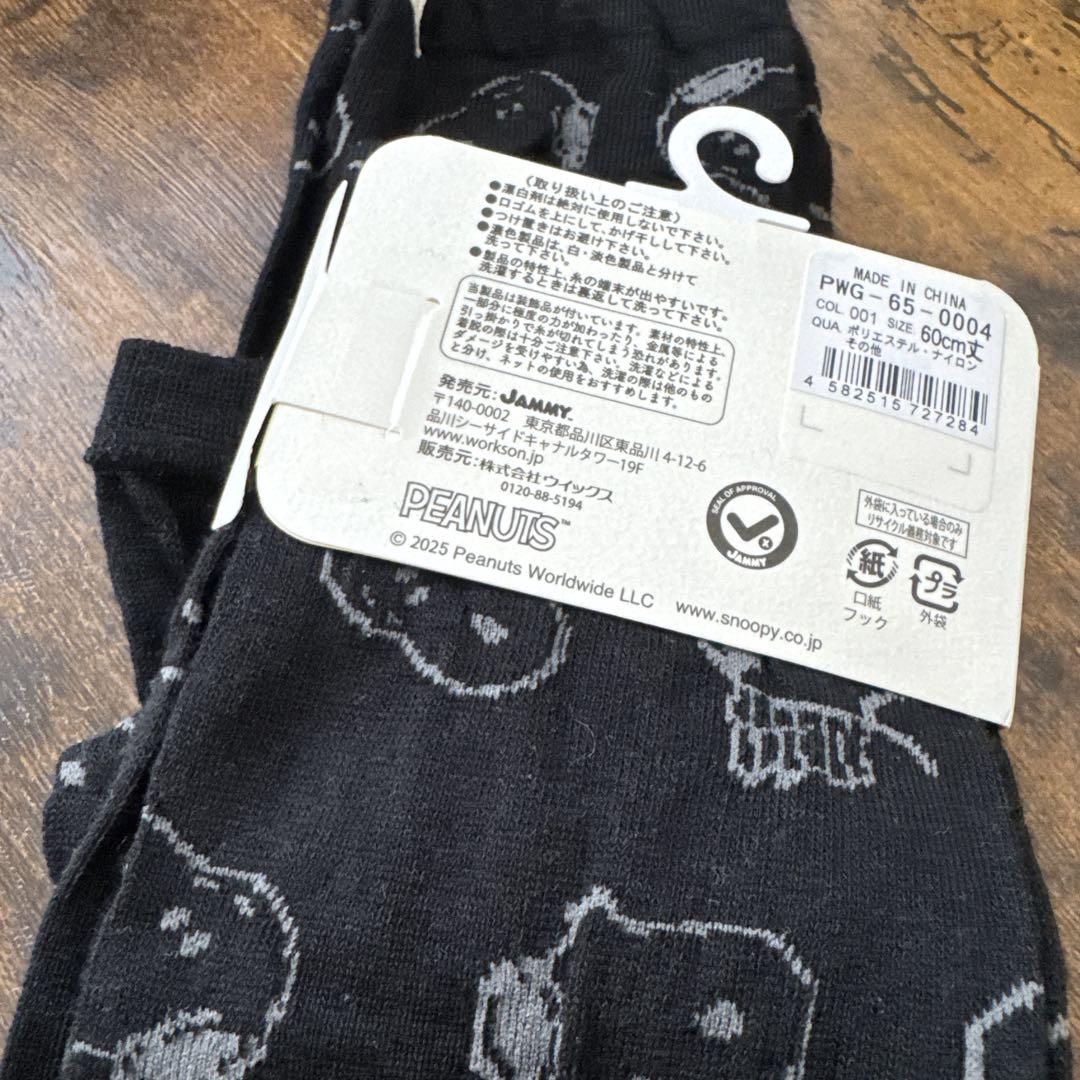 (取り扱い上のご注意)
●漂白剤は絶対に使用しないで下さい。
●口ゴムを上にして、かげ干しして下さい。
●つけ置きはお避け下さい。
●濃色製品は、白・淡色製品と分けて
洗って下さい。
●製品の特性上、糸の端末が出やすいです。
洗濯するときは裏返して洗って下さい。
当製品は装飾品が付いています。素材の特性上、
一部分に極度の力が加わったり、金属等による
引っ掛かりで糸が切れてしまう恐れがあります。
着脱の際は十分ご注意下さい。洗濯などによる
ダメージを受けやすい為、洗濯の際は他のもの
と分け、ネットの使用をおすすめします。
発売元:JAMMY
〒140-0002 東京都品川区東品川4-12-6
品川シーサイドキャナルタワー19F
www.workson.jp
販売元:株式会社ウイックス
0120-88-5194
PEANUTS™
© 2025 Peanuts Worldwide LLC www.snoopy.co.jp
SEAL OF APPROVAL
JAMMY
MADE IN CHINA
PWG-65-0004
COL. 001 SIZE. 60cm丈
QUA. ポリエステル・ナイロン
その他
4 582515 727284
外袋に入っている場合のみ
リサイクル義務対象です
紙
口紙
フック
プラ
外袋